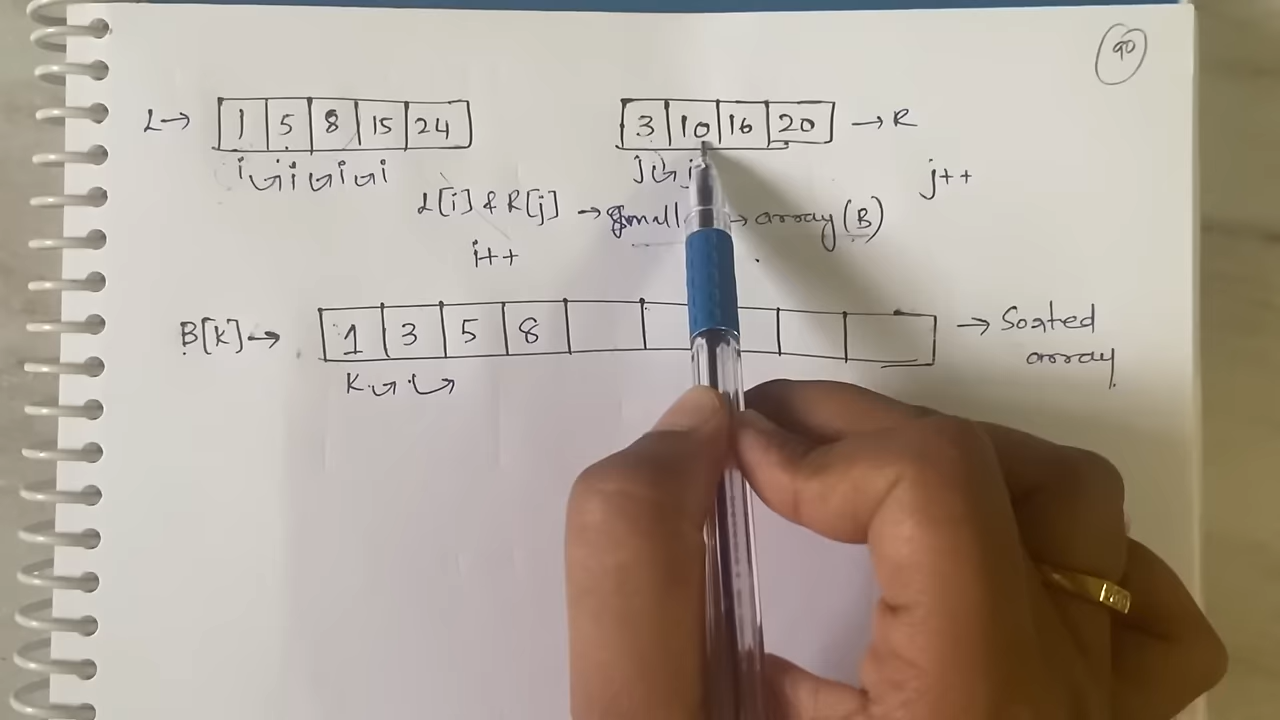 90
L→ 1 5 8 15 24
3 10 16 20 →R
i i i i
j j
j++
L[i] & R[j] →small → array(B)
i++
B[k]→ 1 3 5 8 → Sorted
array
K